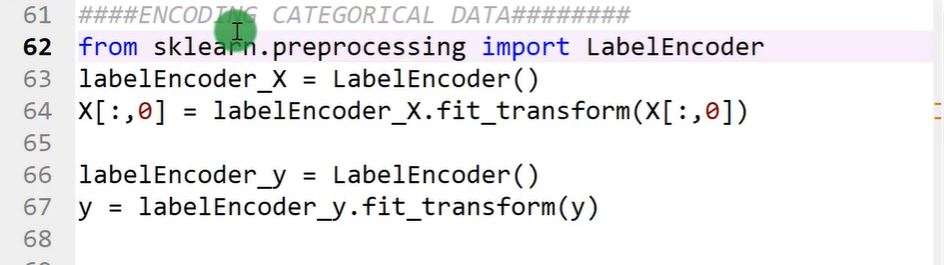 61 ####ENCODING CATEGORICAL DATA########
62 from sklearn.preprocessing import LabelEncoder
63 labelEncoder_X = LabelEncoder()
64 X[:,0] = labelEncoder_X.fit_transform(X[:,0])
65
66 labelEncoder_y = LabelEncoder()
67 y = labelEncoder_y.fit_transform(y)
68